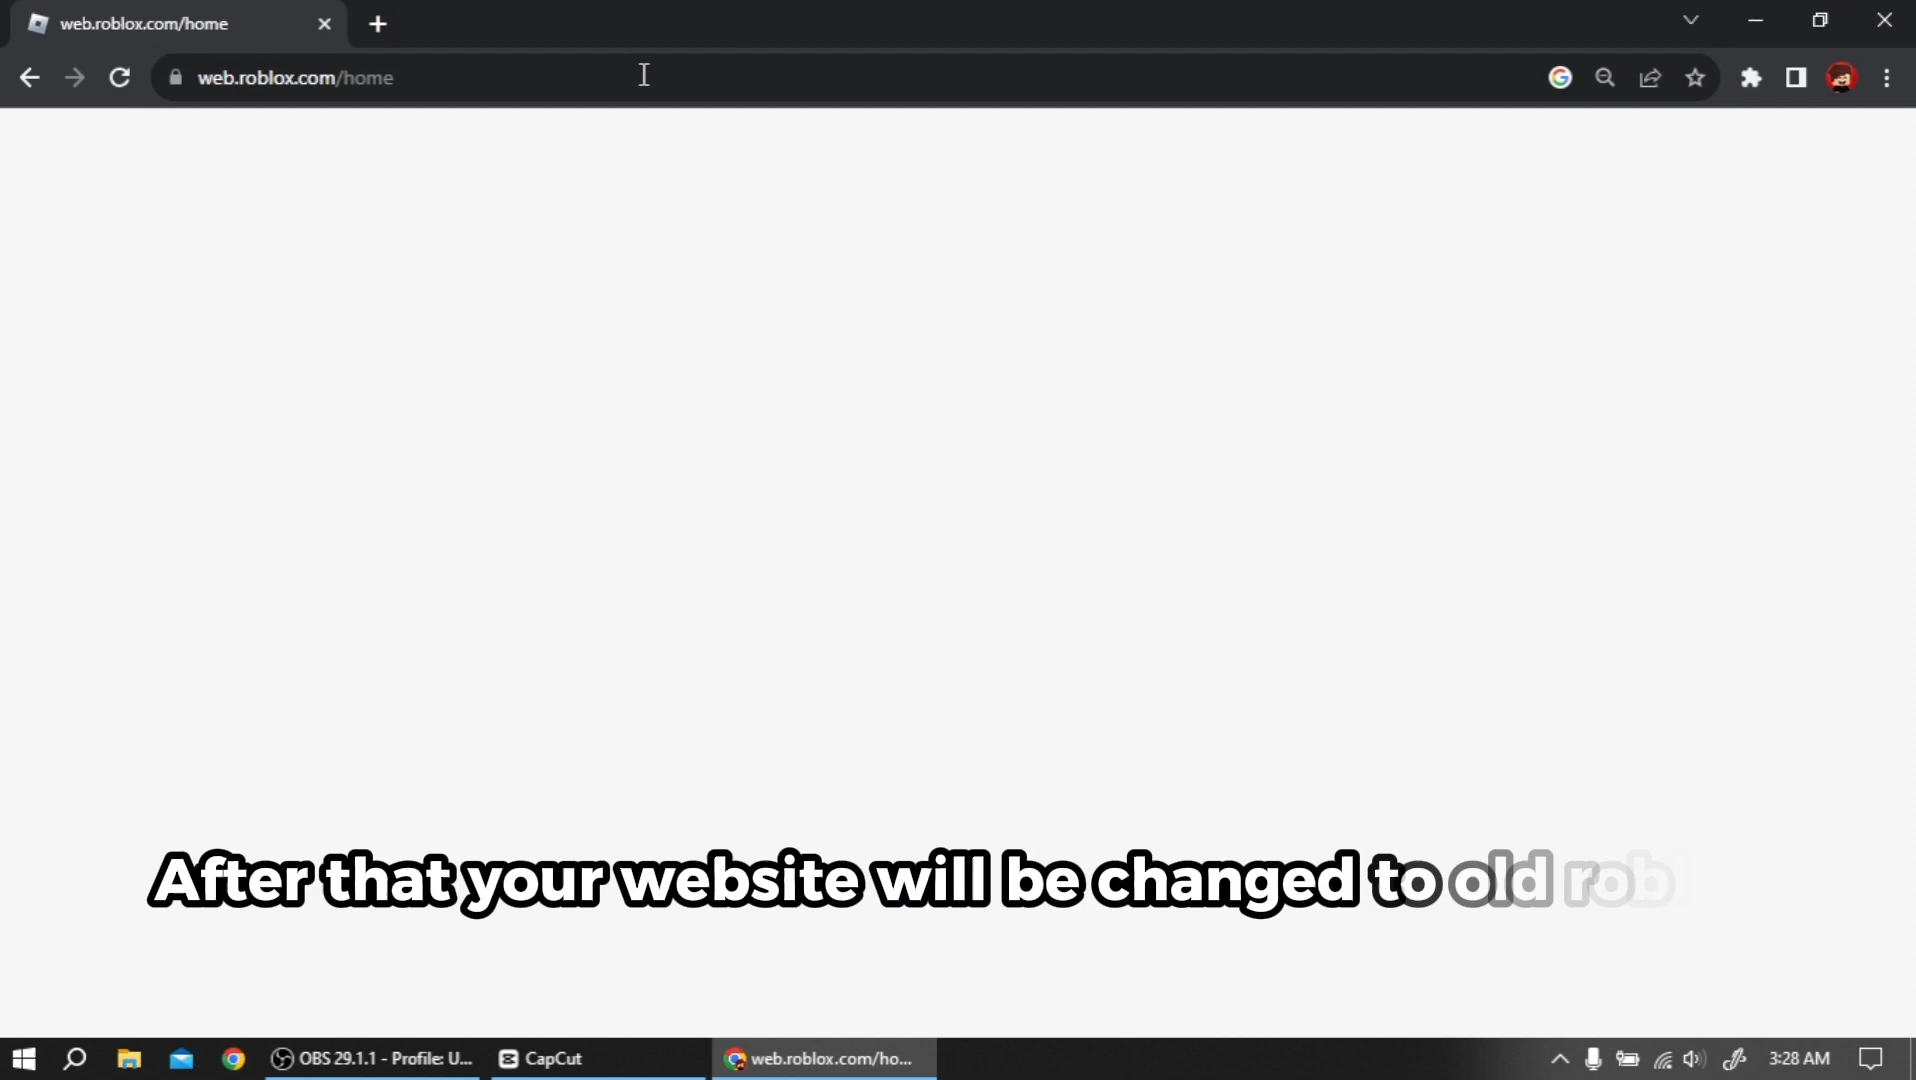 web.roblox.com/home
web.roblox.com/home
After that your website will be changed to old rob
OBS 29.1.1 - Profile: U...
CapCut
web.roblox.com/ho...
3:28 AM